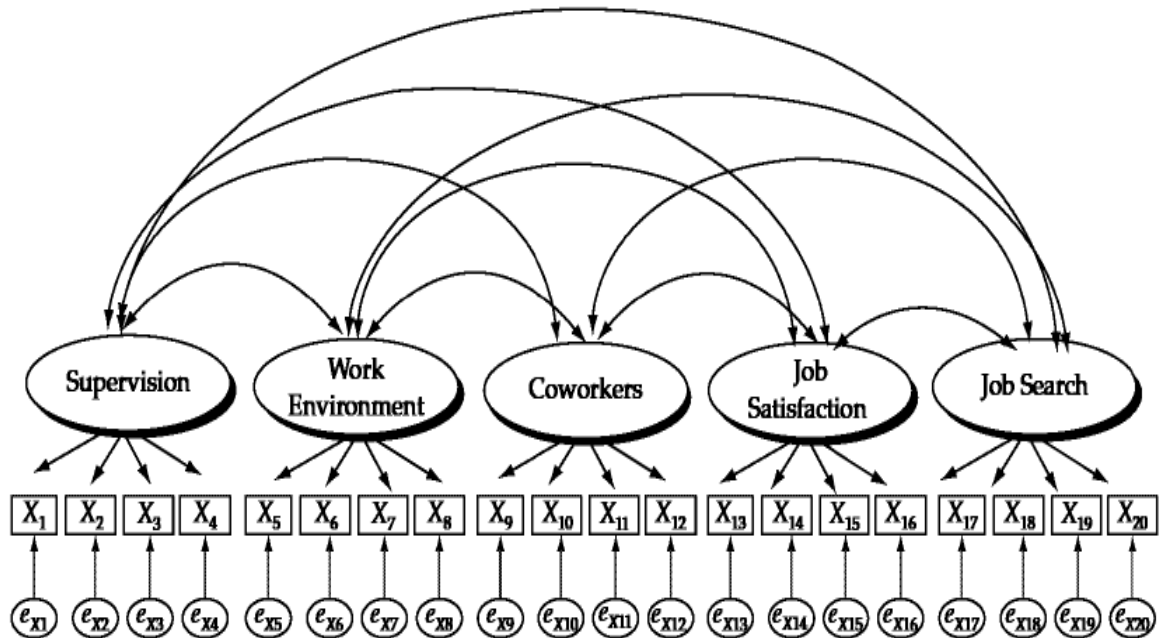 Supervision
Work
Environment
Coworkers
Job
Satisfaction
Job Search
X1 X2 X3 X4 X5 X6 X7 X8 X9 X10 X11 X12 X13 X14 X15 X16 X17 X18 X19 X20
eX1 eX2 eX3 eX4 eX5 eX6 eX7 eX8 eX9 eX10 eX11 eX12 eX13 eX14 eX15 eX16 eX17 eX18 eX19 eX20